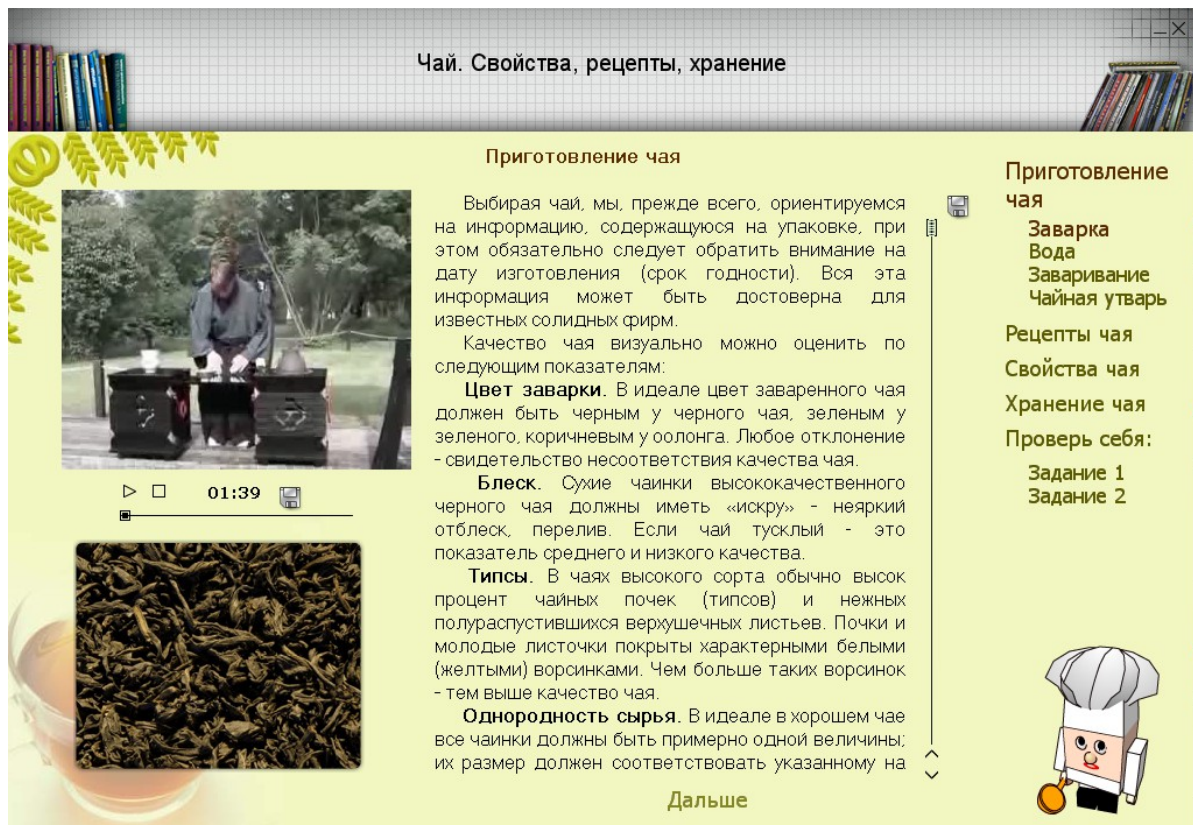 Чай. Свойства, рецепты, хранение
Приготовление чая
Выбирая чай, мы, прежде всего, ориентируемся
на информацию, содержащуюся на упаковке, при
этом обязательно следует обратить внимание на
дату изготовления (срок годности). Вся эта
информация может быть достоверна для
известных солидных фирм.
Качество чая визуально можно оценить по
следующим показателям:
Цвет заварки. В идеале цвет заваренного чая
должен быть черным у черного чая, зеленым у
зеленого, коричневым у оолонга. Любое отклонение
- свидетельство несоответствия качества чая.
Блеск. Сухие чаинки высококачественного
черного чая должны иметь «искру» - неяркий
отблеск, перелив. Если чай тусклый - это
показатель среднего и низкого качества.
Типсы. В чаях высокого сорта обычно высок
процент чайных почек (типсов) и нежных
полураспустившихся верхушечных листьев. Почки и
молодые листочки покрыты характерными белыми
(желтыми) ворсинками. Чем больше таких ворсинок
- тем выше качество чая.
Однородность сырья. В идеале в хорошем чае
все чаинки должны быть примерно одной величины;
их размер должен соответствовать указанному на
Дальше
01:39
Приготовление
чая
Заварка
Вода
Заваривание
Чайная утварь
Рецепты чая
Свойства чая
Хранение чая
Проверь себя:
Задание 1
Задание 2